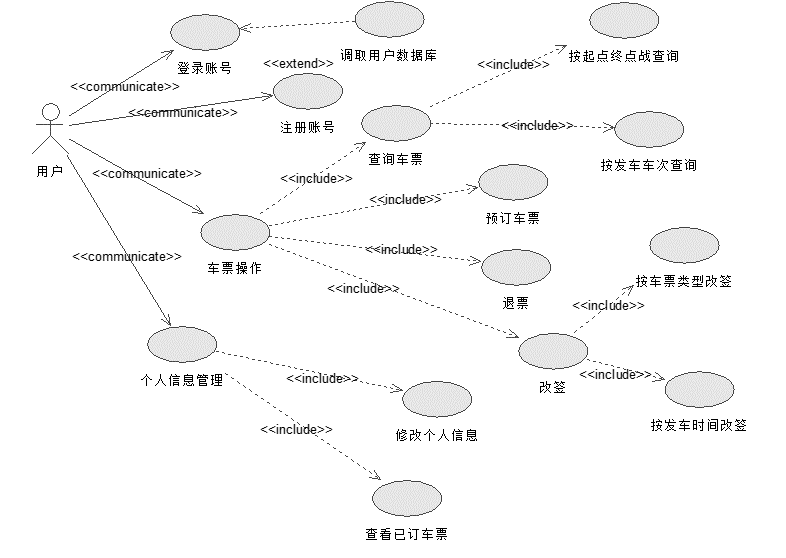 登录账号
调取用户数据库
<<extend>>
<<include>>
按起点终点战查询
<<communicate>>
<<communicate>>
注册账号
<<include>>
查询车票
按发车车次查询
用户
<<communicate>>
<<include>>
<<include>>
预订车票
<<communicate>>
车票操作
<<include>>
<<include>>
退票
按车票类型改签
<<include>>
个人信息管理
<<include>>
改签
<<include>>
<<include>>
修改个人信息
按发车时间改签
查看已订车票